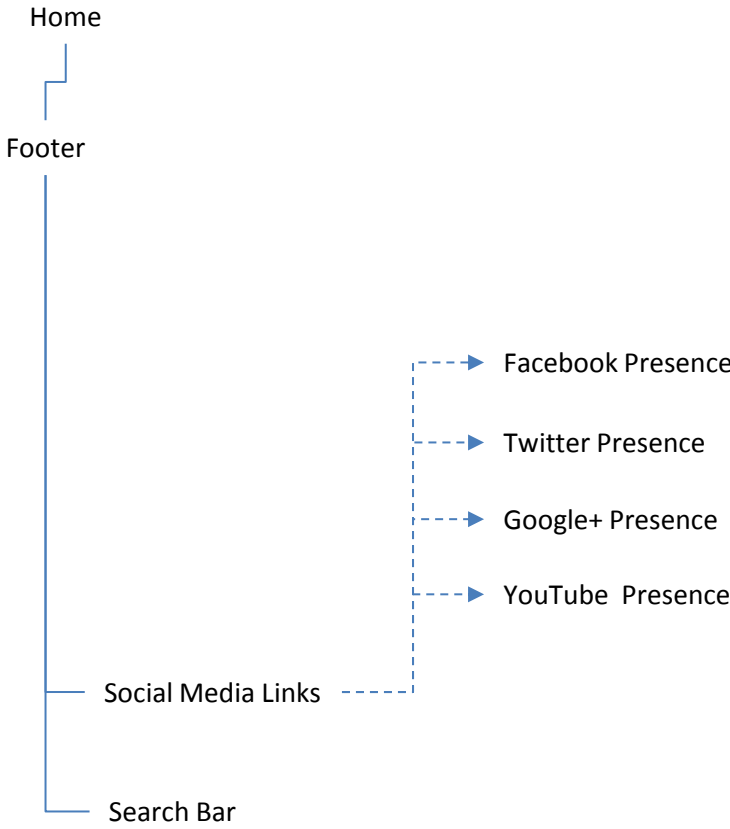 Home
Footer
Facebook Presence
Twitter Presence
Google+ Presence
YouTube  Presence
Social Media Links
Search Bar